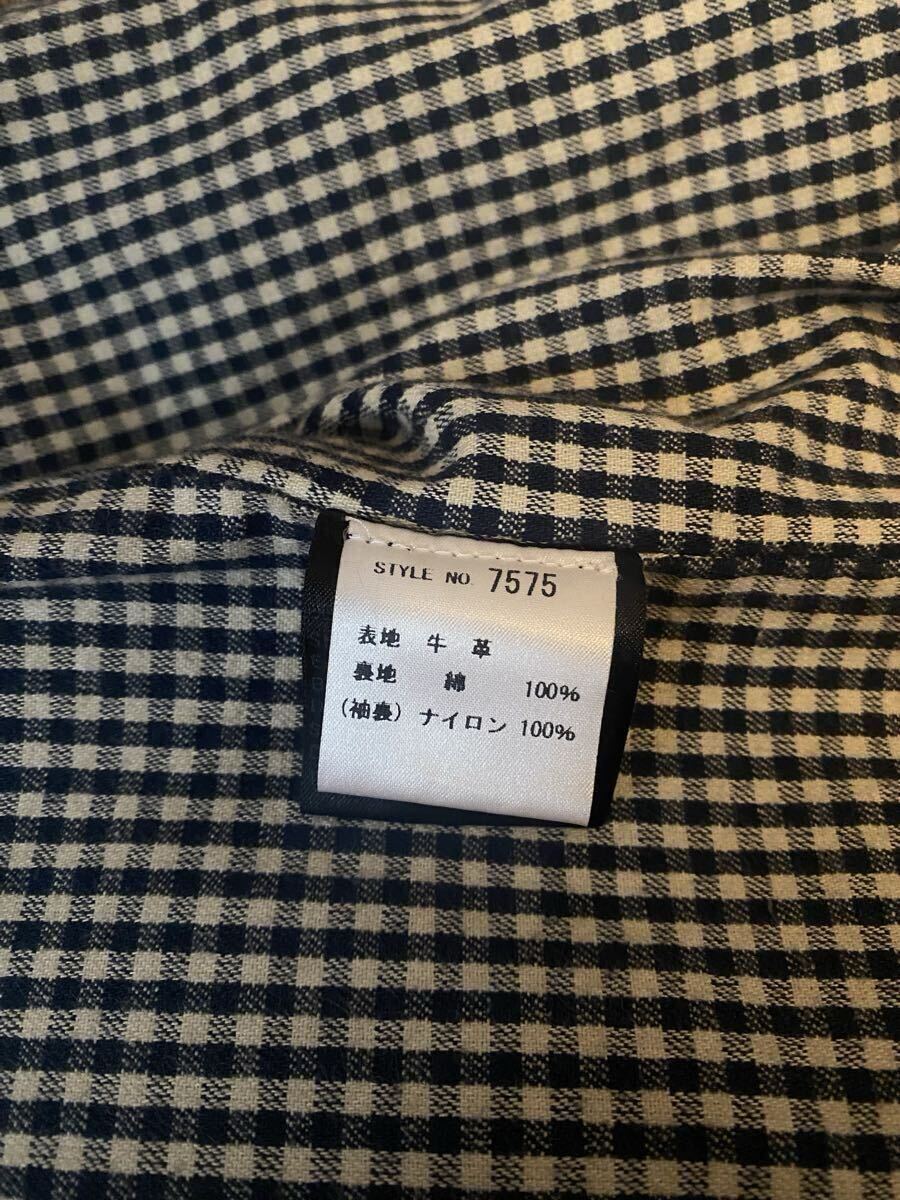 STYLE NO. 7575
表地 牛 革
裏地 綿 100%
(袖裏) ナイロン 100%